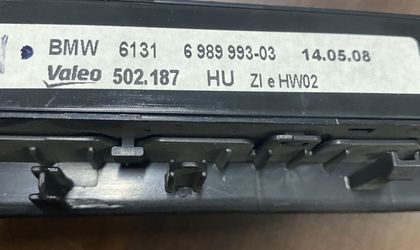 BMW 6131 6 989 993-03 14.05.08
Valeo 502.187 HU ZI e HW02